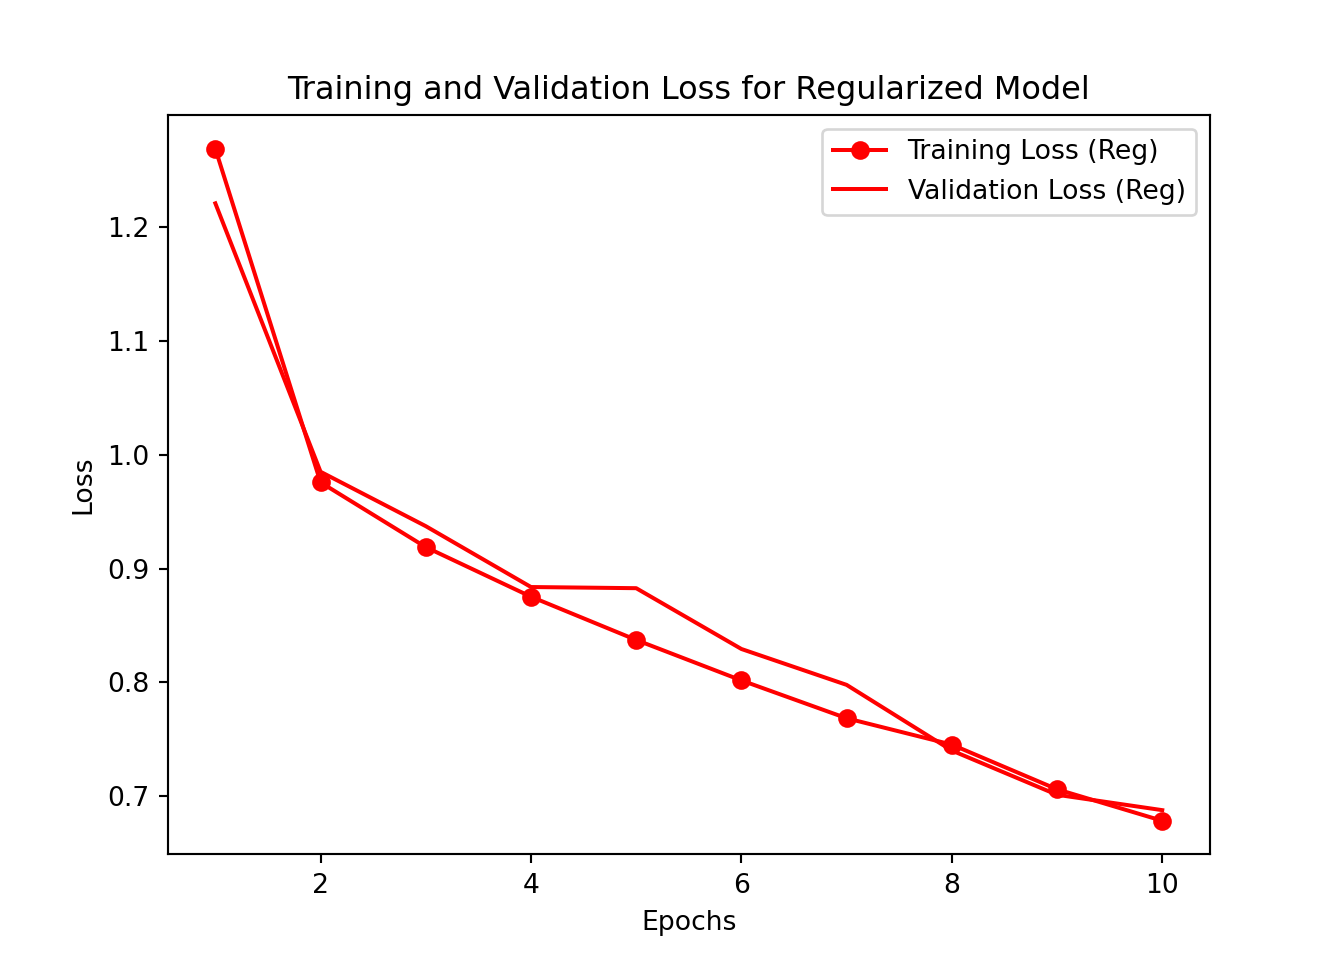 Training and Validation Loss for Regularized Model
Training Loss (Reg)
Validation Loss (Reg)
Loss
1.2
1.1
1.0
0.9
0.8
0.7
2 4 6 8 10
Epochs